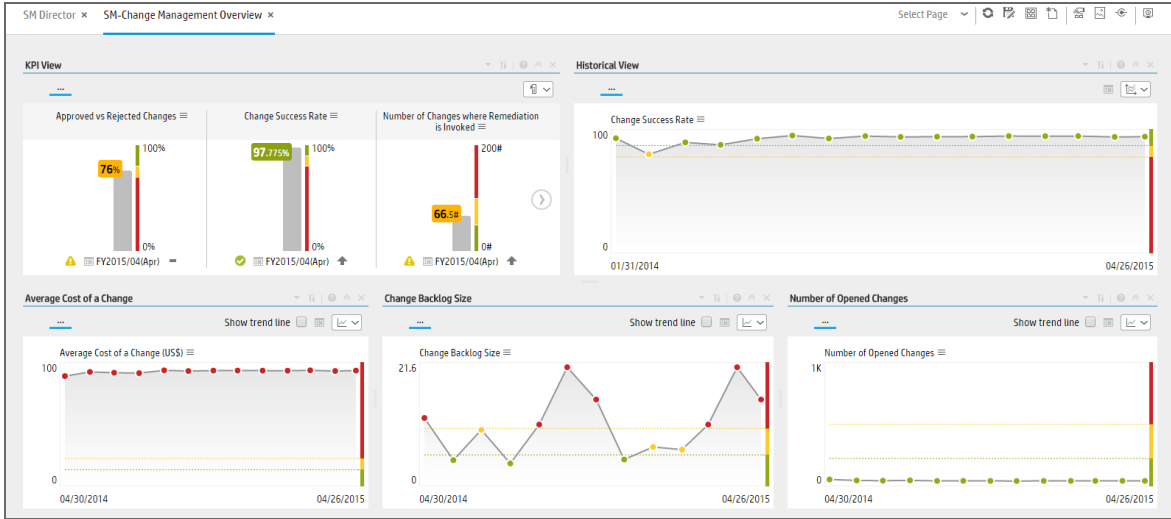 SM Director ×
SM-Change Management Overview ×
Select Page
KPI View
...
Approved vs Rejected Changes
100%
76%
0%
FY2015/04(Apr)
Change Success Rate
97.775%
100%
0%
FY2015/04(Apr)
Number of Changes where Remediation
is Invoked
200#
66.5#
0#
FY2015/04(Apr)
Historical View
...
Change Success Rate
100
0
01/31/2014
04/26/2015
Average Cost of a Change
...
Show trend line
Average Cost of a Change (US$)
100
0
04/30/2014
04/26/2015
Change Backlog Size
...
Show trend line
Change Backlog Size
21.6
0
04/30/2014
04/26/2015
Number of Opened Changes
...
Show trend line
Number of Opened Changes
1K
0
04/30/2014
04/26/2015